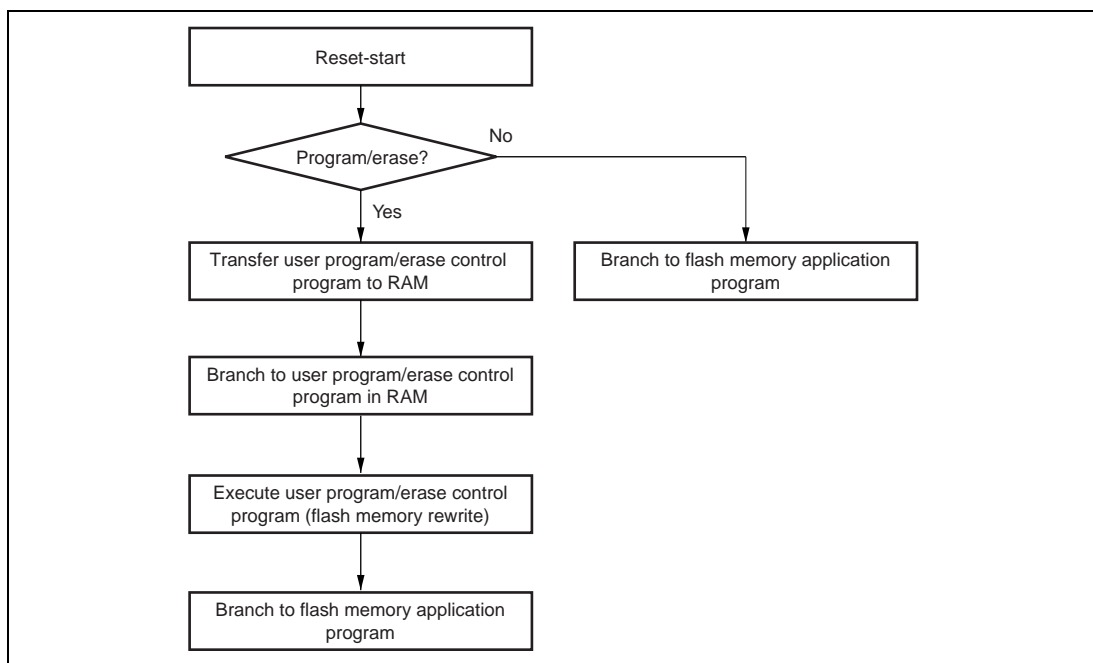 Reset-start
No
Program/erase?
Yes
Transfer user program/erase control
program to RAM
Branch to flash memory application
program
Branch to user program/erase control
program in RAM
Execute user program/erase control
program (flash memory rewrite)
Branch to flash memory application
program